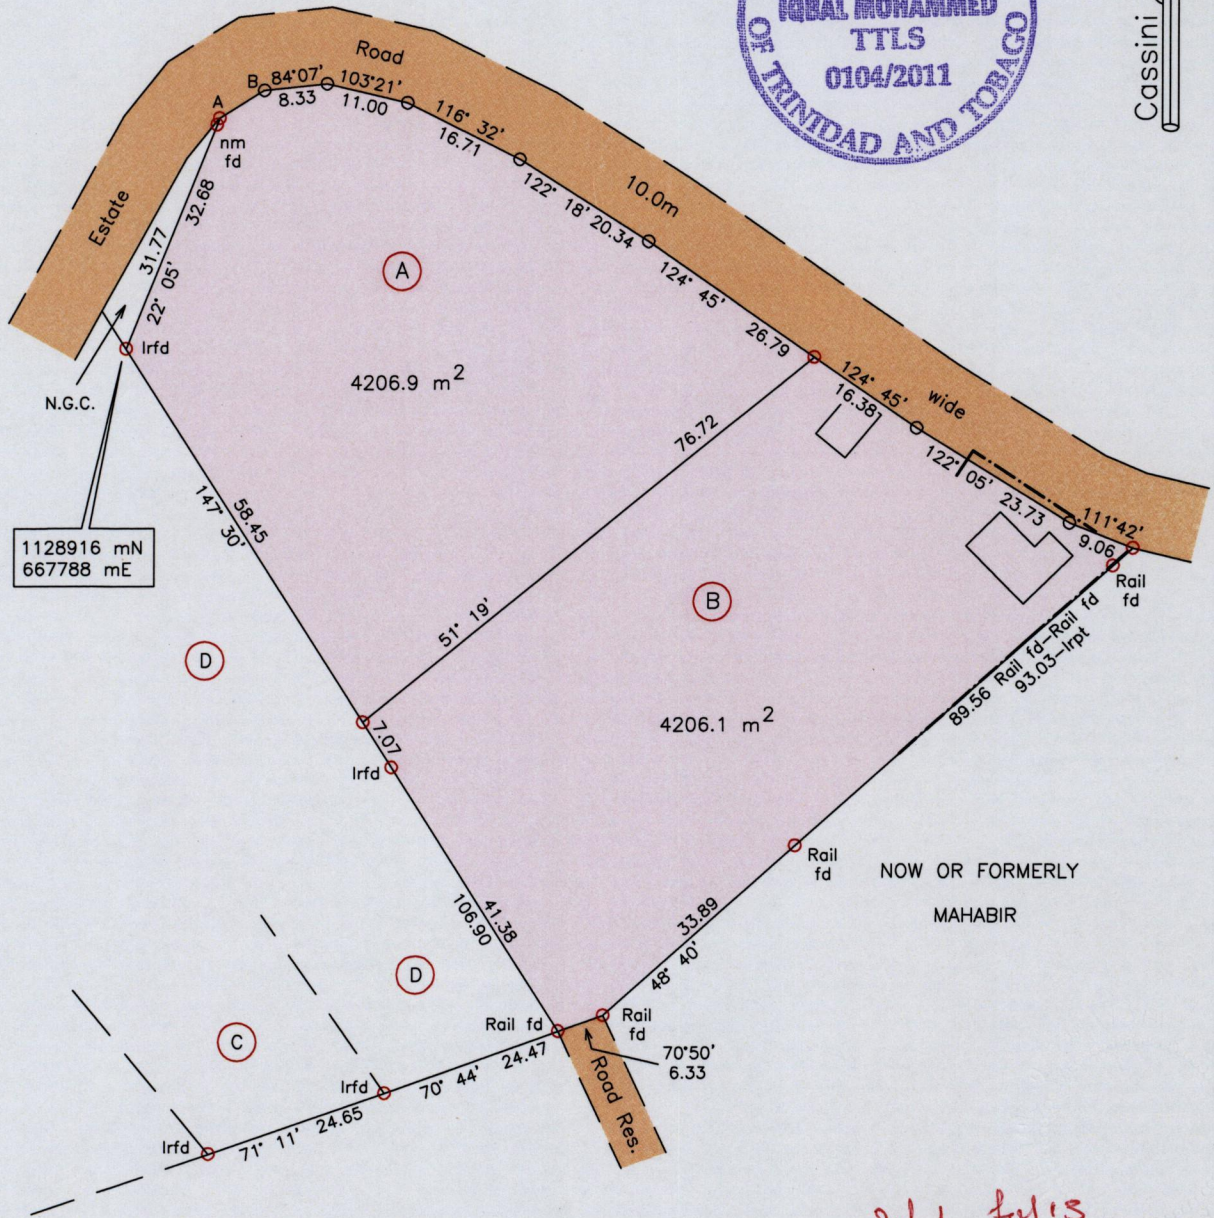 IQBAL MOHAMMED
TTLS
0104/2011
OF TRINIDAD AND TOBAGO
Cassini
Road
A
B
84°07'
8.33
103°21'
11.00
116° 32'
16.71
122° 18'
20.34
10.0m
124° 45'
26.79
124° 45'
16.38
wide
122° 05'
23.73
111°42'
9.06
nm
fd
Estate
31.77
32.68
22° 05'
Irfd
N.G.C.
A
4206.9 m²
76.72
51° 19'
1128916 mN
667788 mE
58.45
147° 30'
D
B
4206.1 m²
Rail
fd
89.56 Rail fd–Rail fd
93.03–Irpt
7.07
Irfd
41.38
106.90
Rail
fd
NOW OR FORMERLY
MAHABIR
33.89
48° 40'
D
C
Rail fd
Rail
fd
70°50'
6.33
Road Res.
Irfd
70° 44'
24.47
Irfd
71° 11'
24.65